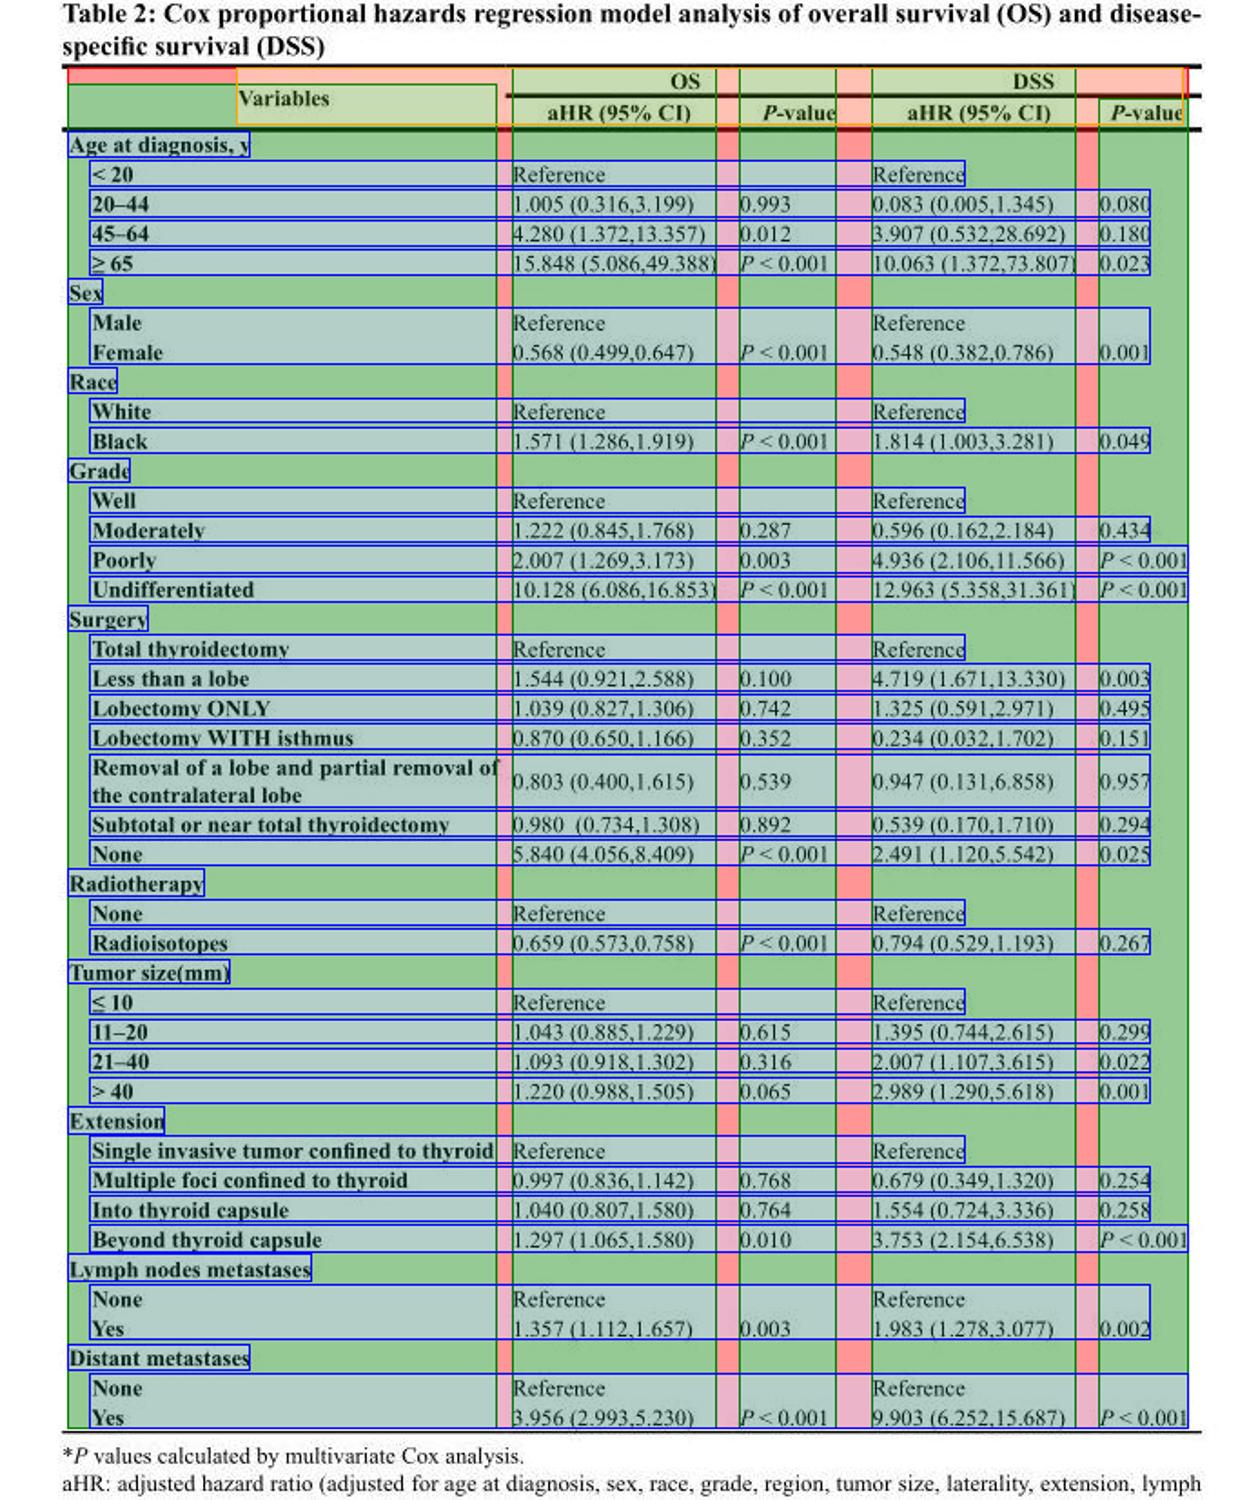 Table 2: Cox proportional hazards regression model analysis of overall survival (OS) and disease-
specific survival (DSS)
Variables OS DSS
aHR (95% CI) P-value aHR (95% CI) P-value
Age at diagnosis, y
< 20 Reference Reference
20–44 1.005 (0.316,3.199) 0.993 0.083 (0.005,1.345) 0.080
45–64 4.280 (1.372,13.357) 0.012 3.907 (0.532,28.692) 0.180
≥ 65 15.848 (5.086,49.388) P < 0.001 10.063 (1.372,73.807) 0.023
Sex
Male Reference Reference
Female 0.568 (0.499,0.647) P < 0.001 0.548 (0.382,0.786) 0.001
Race
White Reference Reference
Black 1.571 (1.286,1.919) P < 0.001 1.814 (1.003,3.281) 0.049
Grade
Well Reference Reference
Moderately 1.222 (0.845,1.768) 0.287 0.596 (0.162,2.184) 0.434
Poorly 2.007 (1.269,3.173) 0.003 4.936 (2.106,11.566) P < 0.001
Undifferentiated 10.128 (6.086,16.853) P < 0.001 12.963 (5.358,31.361) P < 0.001
Surgery
Total thyroidectomy Reference Reference
Less than a lobe 1.544 (0.921,2.588) 0.100 4.719 (1.671,13.330) 0.003
Lobectomy ONLY 1.039 (0.827,1.306) 0.742 1.325 (0.591,2.971) 0.495
Lobectomy WITH isthmus 0.870 (0.650,1.166) 0.352 0.234 (0.032,1.702) 0.151
Removal of a lobe and partial removal of
the contralateral lobe 0.803 (0.400,1.615) 0.539 0.947 (0.131,6.858) 0.957
Subtotal or near total thyroidectomy 0.980 (0.734,1.308) 0.892 0.539 (0.170,1.710) 0.294
None 5.840 (4.056,8.409) P < 0.001 2.491 (1.120,5.542) 0.025
Radiotherapy
None Reference Reference
Radioisotopes 0.659 (0.573,0.758) P < 0.001 0.794 (0.529,1.193) 0.267
Tumor size(mm)
≤ 10 Reference Reference
11–20 1.043 (0.885,1.229) 0.615 1.395 (0.744,2.615) 0.299
21–40 1.093 (0.918,1.302) 0.316 2.007 (1.107,3.615) 0.022
> 40 1.220 (0.988,1.505) 0.065 2.989 (1.290,5.618) 0.001
Extension
Single invasive tumor confined to thyroid Reference Reference
Multiple foci confined to thyroid 0.997 (0.836,1.142) 0.768 0.679 (0.349,1.320) 0.254
Into thyroid capsule 1.040 (0.807,1.580) 0.764 1.554 (0.724,3.336) 0.258
Beyond thyroid capsule 1.297 (1.065,1.580) 0.010 3.753 (2.154,6.538) P < 0.001
Lymph nodes metastases
None Reference Reference
Yes 1.357 (1.112,1.657) 0.003 1.983 (1.278,3.077) 0.002
Distant metastases
None Reference Reference
Yes 3.956 (2.993,5.230) P < 0.001 9.903 (6.252,15.687) P < 0.001
*P values calculated by multivariate Cox analysis.
aHR: adjusted hazard ratio (adjusted for age at diagnosis, sex, race, grade, region, tumor size, laterality, extension, lymph